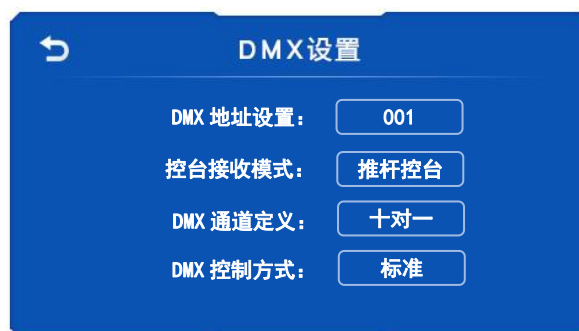 DMX设置
DMX 地址设置: 001
控台接收模式: 推杆控台
DMX 通道定义: 十对一
DMX 控制方式: 标准